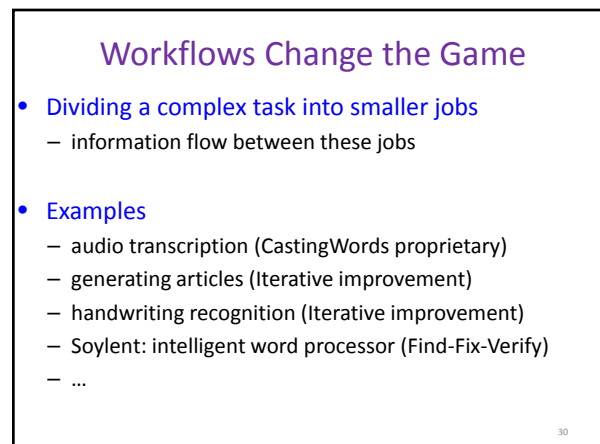 Workflows Change the Game
• Dividing a complex task into smaller jobs
– information flow between these jobs
• Examples
– audio transcription (CastingWords proprietary)
– generating articles (Iterative improvement)
– handwriting recognition (Iterative improvement)
– Soylent: intelligent word processor (Find-Fix-Verify)
– …
30